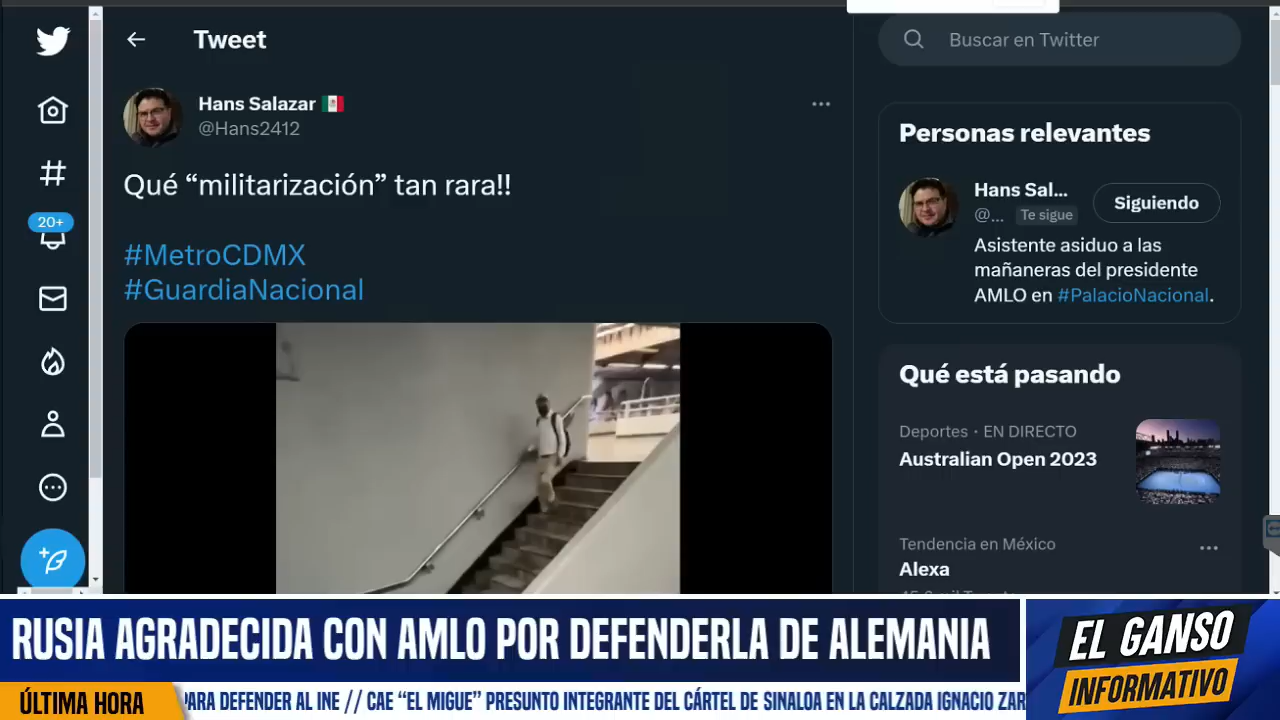 Tweet
Buscar en Twitter
Hans Salazar
@Hans2412
Qué “militarización” tan rara!!
#MetroCDMX
#GuardiaNacional
20+
Personas relevantes
Hans Sal...
@... Te sigue
Siguiendo
Asistente asiduo a las
mañaneras del presidente
AMLO en #PalacioNacional.
Qué está pasando
Deportes · EN DIRECTO
Australian Open 2023
Tendencia en México
Alexa
RUSIA AGRADECIDA CON AMLO POR DEFENDERLA DE ALEMANIA
EL GANSO
INFORMATIVO
ÚLTIMA HORA
PARA DEFENDER AL INE // CAE “EL MIGUE” PRESUNTO INTEGRANTE DEL CÁRTEL DE SINALOA EN LA CALZADA IGNACIO ZAR